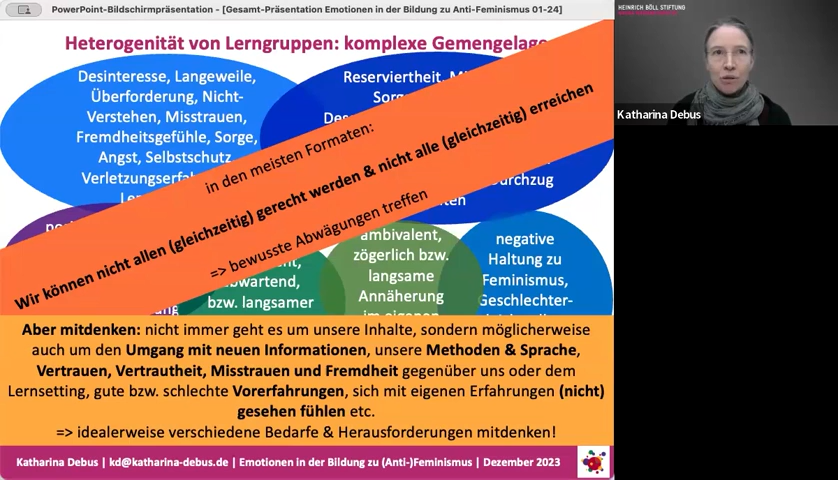 PowerPoint-Bildschirmpräsentation - [Gesamt-Präsentation Emotionen in der Bildung zu Anti-Feminismus 01-24]
HEINRICH BÖLL STIFTUNG
Katharina Debus
Heterogenität von Lerngruppen: komplexe Gemengelage
Desinteresse, Langeweile,
Überforderung, Nicht-
Verstehen, Misstrauen,
Fremdheitsgefühle, Sorge,
Angst, Selbstschutz
Reserviertheit,
in den meisten Formaten:
Wir können nicht allen (gleichzeitig) gerecht werden & nicht alle (gleichzeitig) erreichen
=> bewusste Abwägungen treffen
bzw. langsamer
ambivalent,
zögerlich bzw.
langsame
Annäherung
im eigenen
negative
Haltung zu
Feminismus,
Geschlechter-
Aber mitdenken: nicht immer geht es um unsere Inhalte, sondern möglicherweise
auch um den Umgang mit neuen Informationen, unsere Methoden & Sprache,
Vertrauen, Vertrautheit, Misstrauen und Fremdheit gegenüber uns oder dem
Lernsetting, gute bzw. schlechte Vorerfahrungen, sich mit eigenen Erfahrungen (nicht)
gesehen fühlen etc.
=> idealerweise verschiedene Bedarfe & Herausforderungen mitdenken!
Katharina Debus | kd@katharina-debus.de | Emotionen in der Bildung zu (Anti-)Feminismus | Dezember 2023